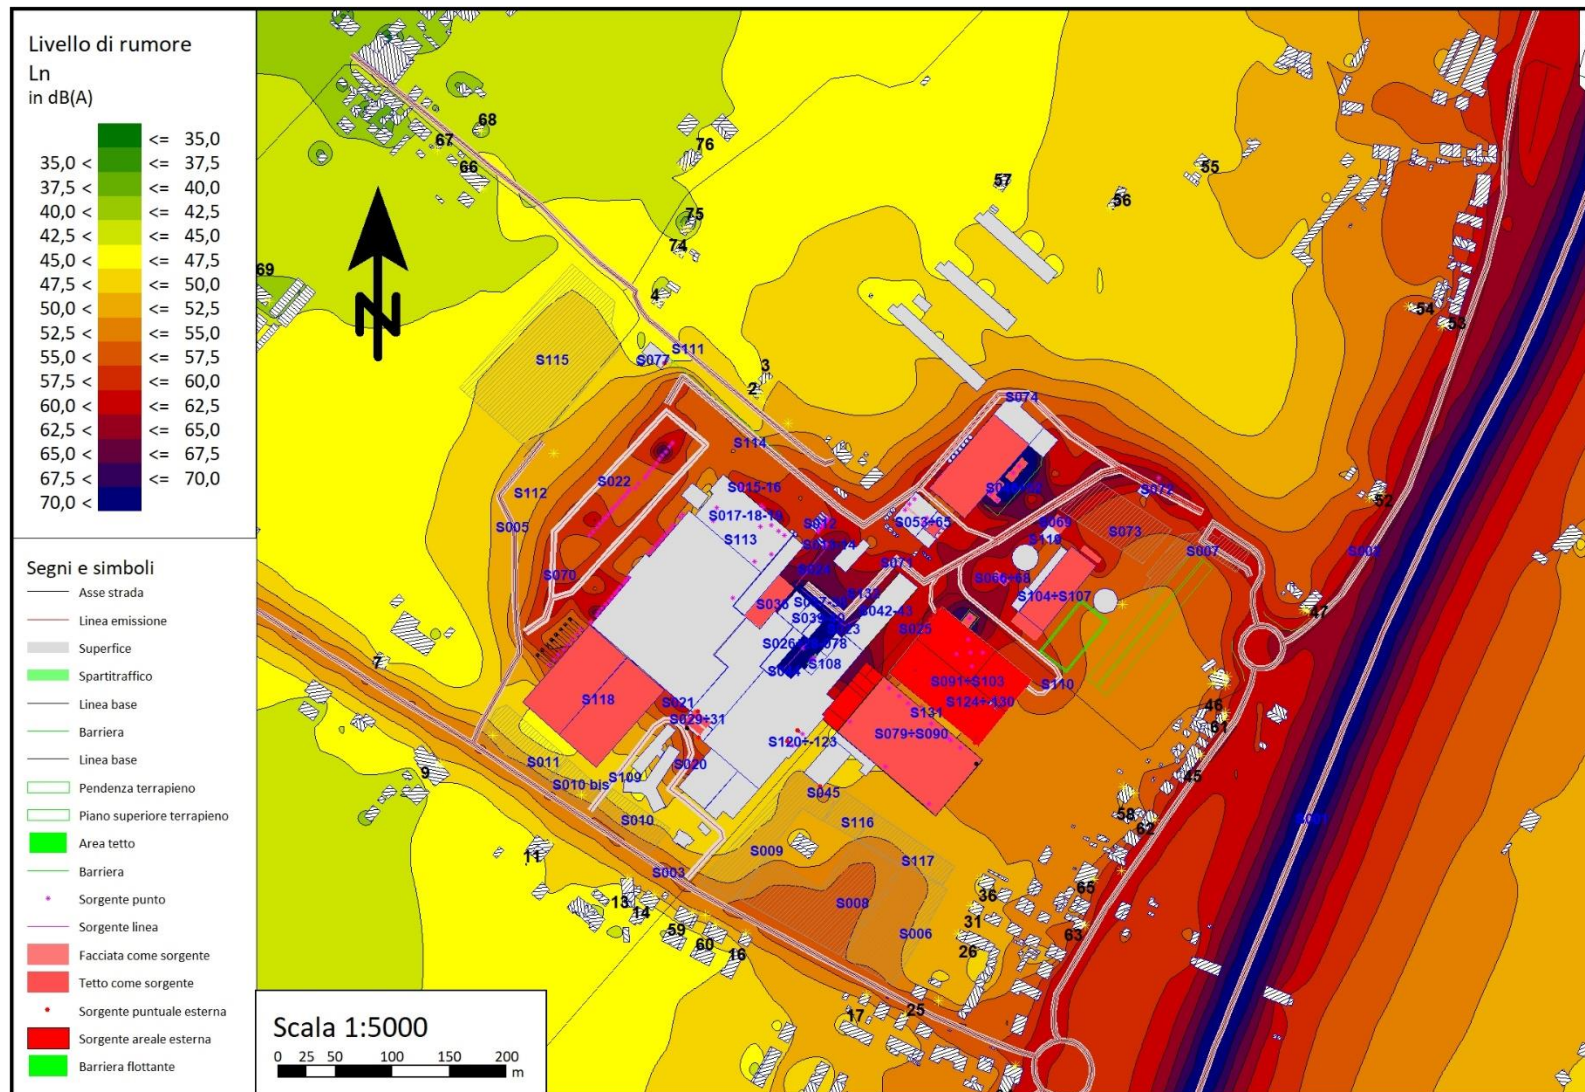 Livello di rumore
Ln
in dB(A)
<= 35,0
35,0 < <= 37,5
37,5 < <= 40,0
40,0 < <= 42,5
42,5 < <= 45,0
45,0 < <= 47,5
47,5 < <= 50,0
50,0 < <= 52,5
52,5 < <= 55,0
55,0 < <= 57,5
57,5 < <= 60,0
60,0 < <= 62,5
62,5 < <= 65,0
65,0 < <= 67,5
67,5 < <= 70,0
70,0 <
Segni e simboli
Asse strada
Linea emissione
Superfice
Spartitraffico
Linea base
Barriera
Linea base
Pendenza terrapieno
Piano superiore terrapieno
Area tetto
Barriera
Sorgente punto
Sorgente linea
Facciata come sorgente
Tetto come sorgente
Sorgente puntuale esterna
Sorgente areale esterna
Barriera flottante
N
68
67
66
76
57
55
56
75
74
69
4
54
53
S111
S115
S077
3
2
S074
S114
S022
S015-16
S072
52
S112
S017-18-19
S005
S012
S053÷65
S069
S073
S113
S119
S007
S002
S071
S070
S066÷68
S036
S104÷S107
S042-43
47
S025
7
S108
S091÷S103
S110
S118
S021
S131
46
S029÷31
61
S079÷S090
S120÷-123
9
S011
S020
S109
45
S010 bis
S045
58
S010
S116
62
S009
11
S117
S003
65
13
S008
36
14
31
63
59
S006
60
16
26
17
25
Scala 1:5000
0 25 50 100 150 200
m